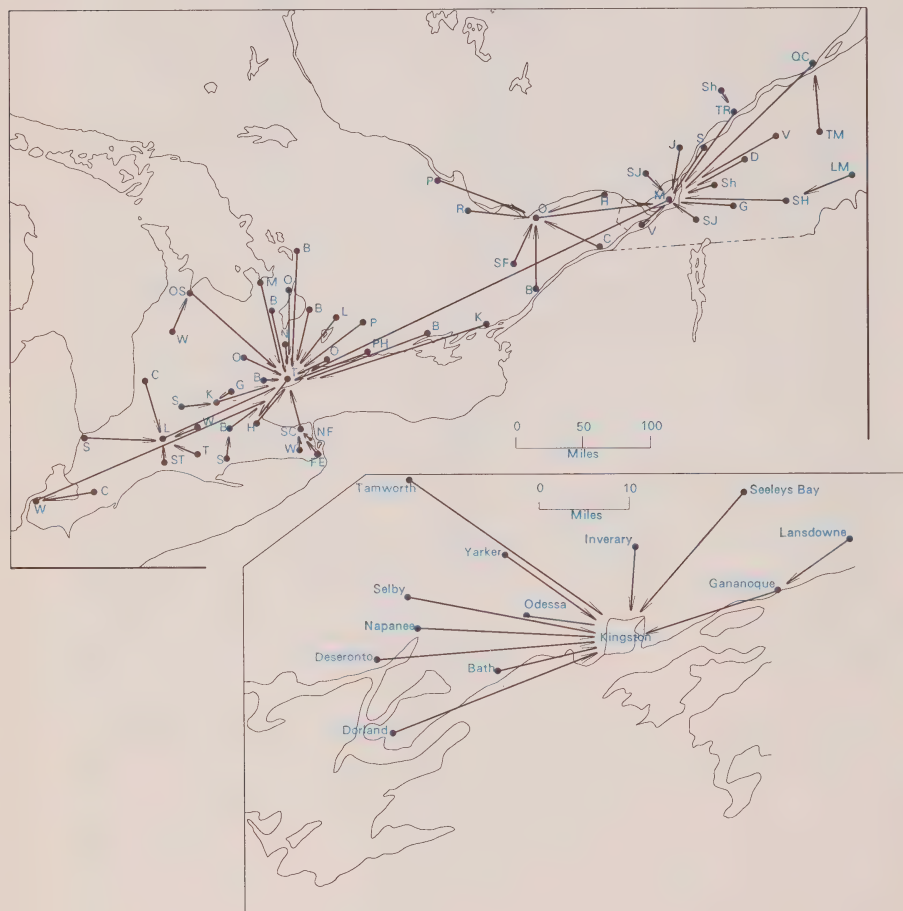 QC
Sh
TR
TM
J
S
V
D
LM
SJ
Sh
M
SH
G
SJ
V
P
R
O
H
C
SF
B
B
M
O
OS
B
B
L
P
K
N
B
W
PH
O
O
T
C
B
G
K
S
W
L
B
H
SC
NF
S
ST
T
S
W
FE
C
W
0 50 100
Miles
Tamworth
0 10
Miles
Seeleys Bay
Inverary
Lansdowne
Yarker
Selby
Gananoque
Odessa
Napanee
Kingston
Deseronto
Bath
Dorland